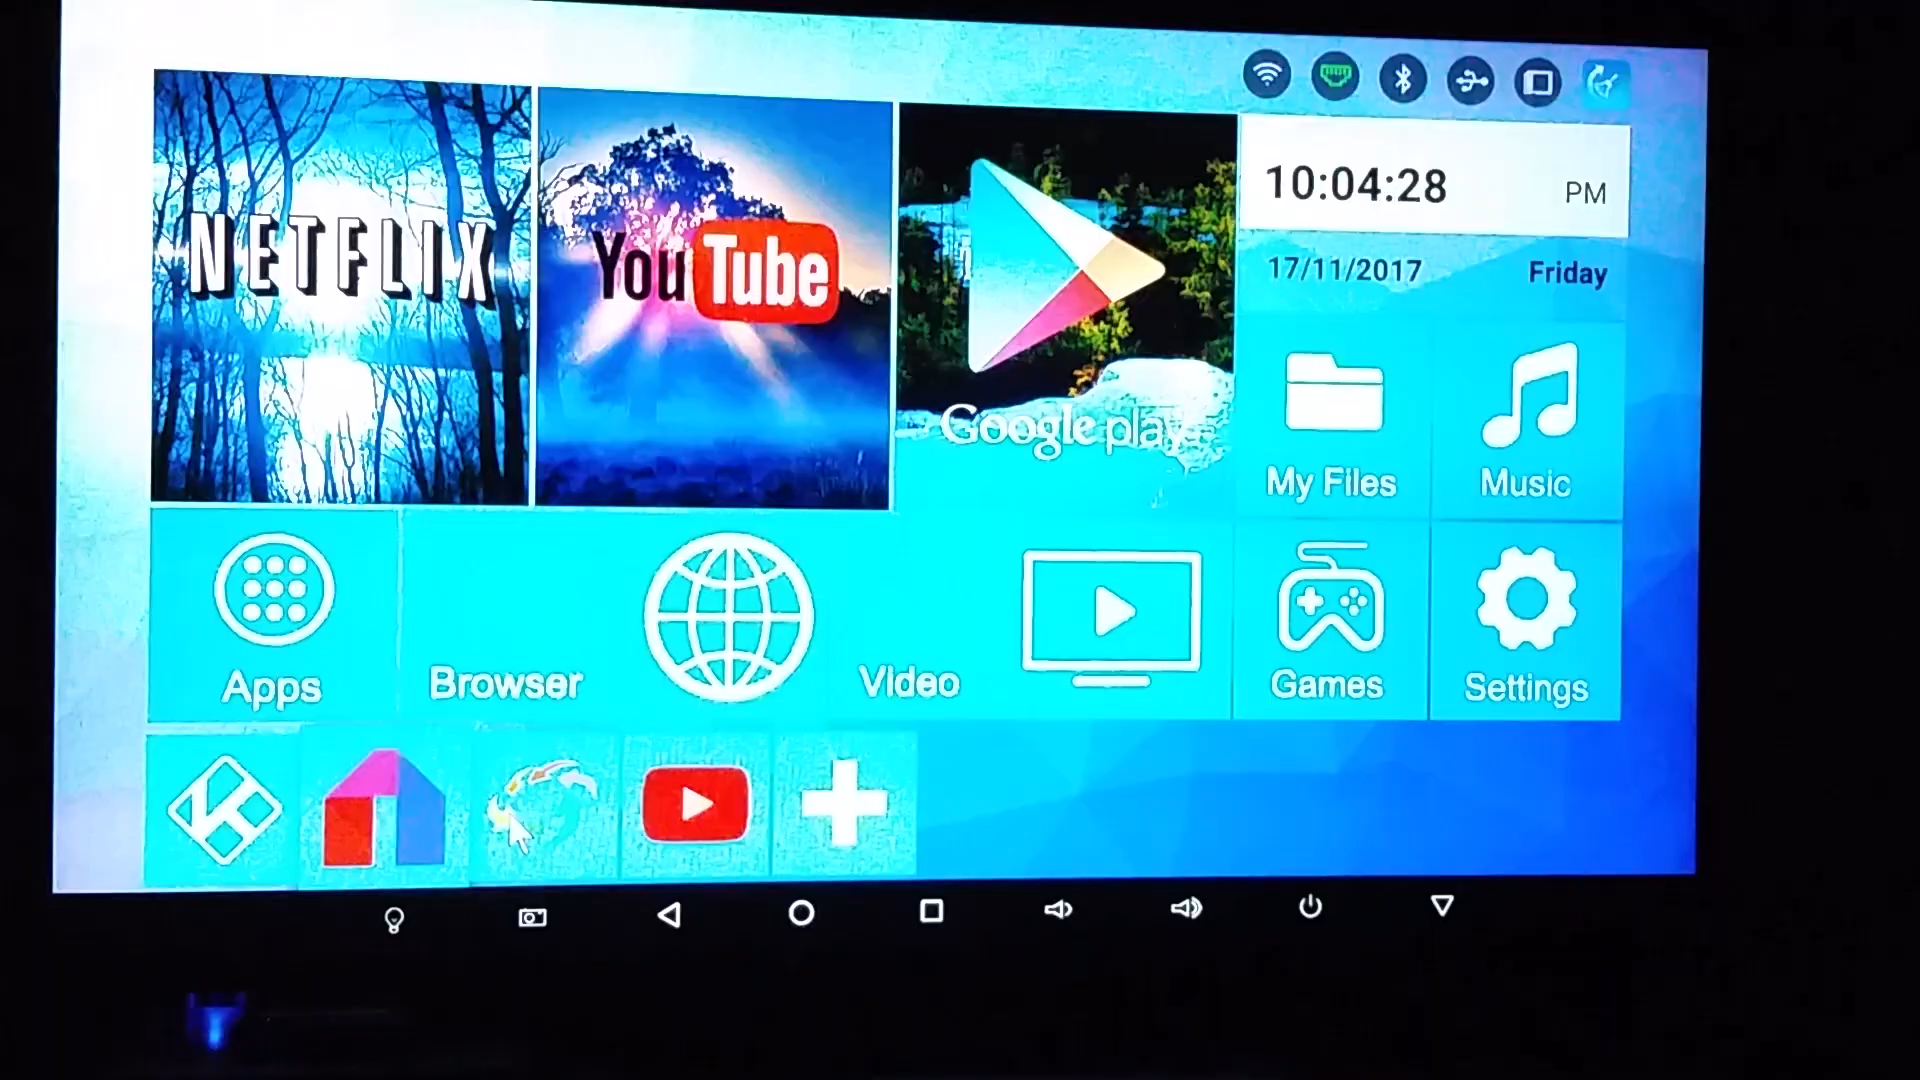 NETFLIX
YouTube
Google play
10:04:28 PM
17/11/2017 Friday
My Files
Music
Apps
Browser
Video
Games
Settings